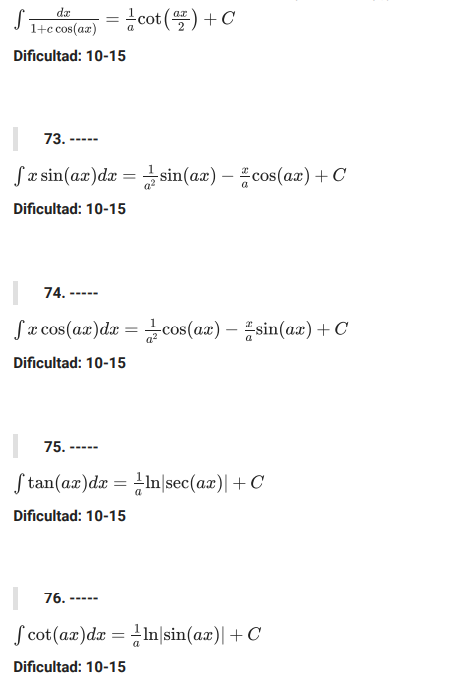 ∫ dx/(1+c cos(ax)) = 1/a cot(ax/2) + C
Dificultad: 10-15
73. -----
∫ x sin(ax)dx = 1/a² sin(ax) − x/a cos(ax) + C
Dificultad: 10-15
74. -----
∫ x cos(ax)dx = 1/a² cos(ax) − x/a sin(ax) + C
Dificultad: 10-15
75. -----
∫ tan(ax)dx = 1/a ln|sec(ax)| + C
Dificultad: 10-15
76. -----
∫ cot(ax)dx = 1/a ln|sin(ax)| + C
Dificultad: 10-15